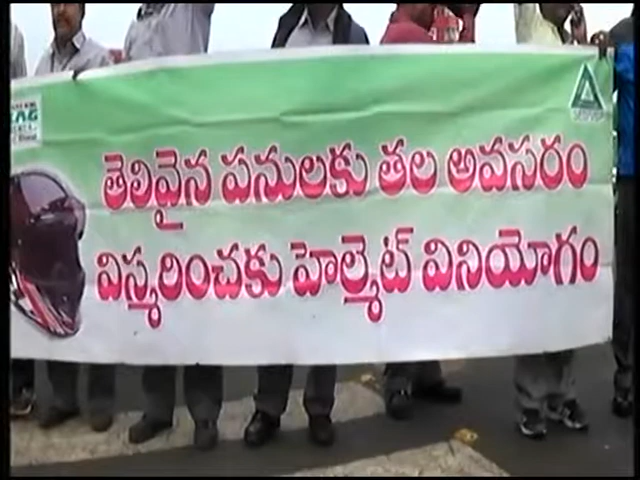 తెలివైన పనులకు తల అవసరం
విస్మరించకు హెల్మెట్ వినియోగం